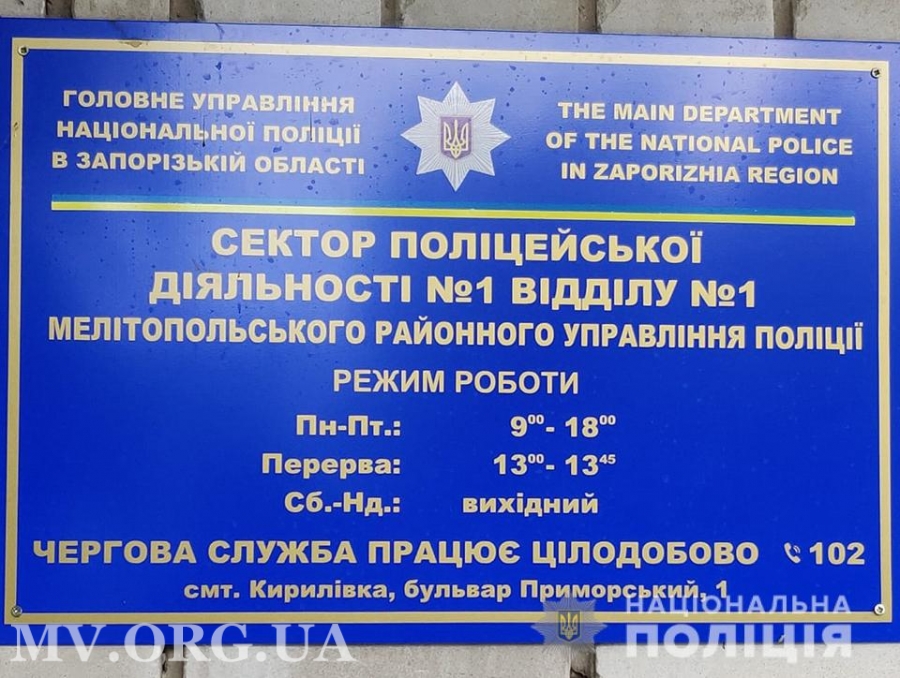 ГОЛОВНЕ УПРАВЛІННЯ
НАЦІОНАЛЬНОЇ ПОЛІЦІЇ
В ЗАПОРІЗЬКІЙ ОБЛАСТІ
THE MAIN DEPARTMENT
OF THE NATIONAL POLICE
IN ZAPORIZHIA REGION
СЕКТОР ПОЛІЦЕЙСЬКОЇ
ДІЯЛЬНОСТІ №1 ВІДДІЛУ №1
МЕЛІТОПОЛЬСЬКОГО РАЙОННОГО УПРАВЛІННЯ ПОЛІЦІЇ
РЕЖИМ РОБОТИ
Пн-Пт.: 9⁰⁰- 18⁰⁰
Перерва: 13⁰⁰- 13⁴⁵
Сб.-Нд.: вихідний
ЧЕРГОВА СЛУЖБА ПРАЦЮЄ ЦІЛОДОБОВО 102
смт. Кирилівка, бульвар Приморський, 1
НАЦІОНАЛЬНА
ПОЛІЦІЯ
MV.ORG.UA